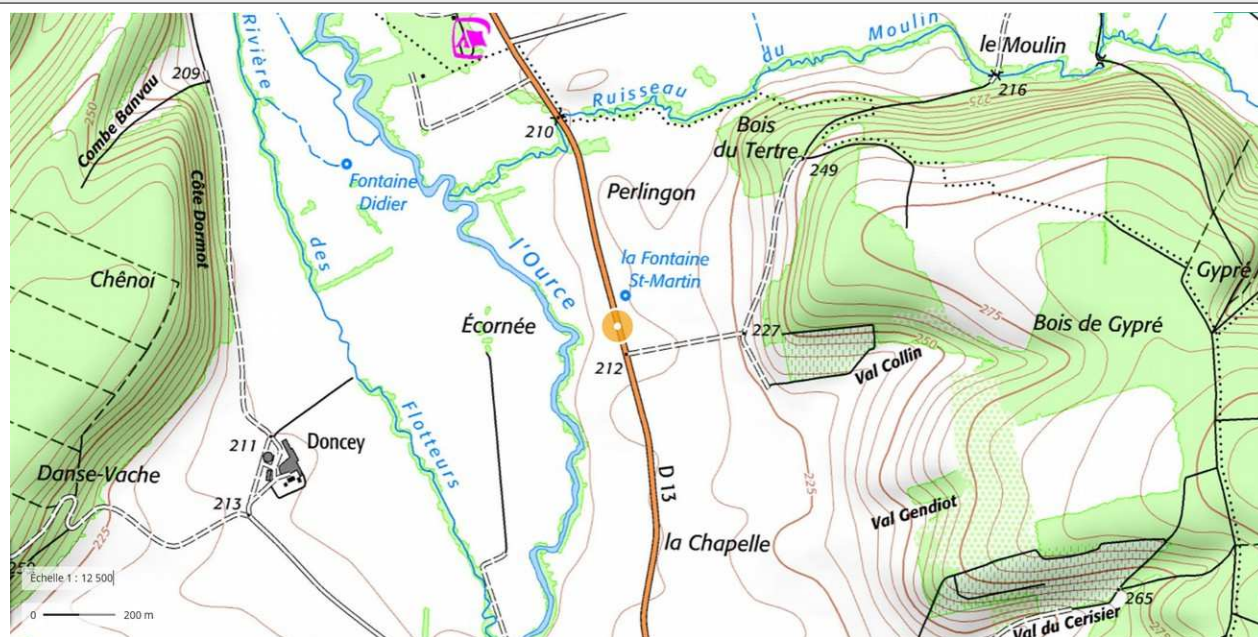 Rivière
des
Flotteurs
209
Combe Banvau
250
Côte Dormot
Chênoi
Fontaine
Didier
l'Ource
210
Ruisseau
du
Moulin
le Moulin
216
235
Bois
du Tertre
249
Perlingon
la Fontaine
St-Martin
Écornée
212
227
Val Collin
250
275
Bois de Gypré
Gypré
211
Doncey
213
Danse-Vache
225
D 13
225
la Chapelle
Val Gendiot
265
Val du Cerisier
Échelle 1 : 12 500
0
200 m